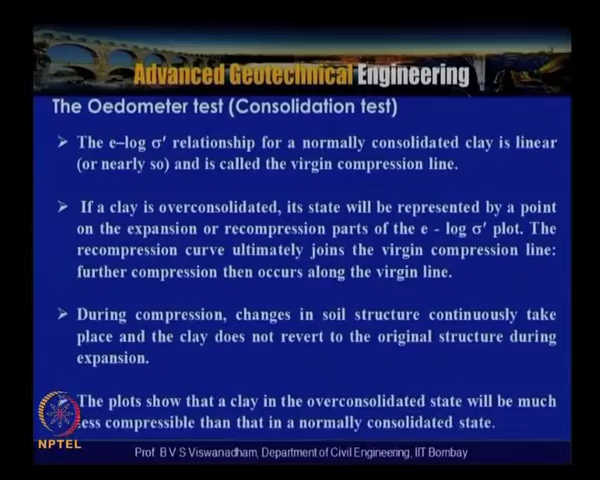 Advanced Geotechnical Engineering
The Oedometer test (Consolidation test)
➤ The e–log σ′ relationship for a normally consolidated clay is linear
(or nearly so) and is called the virgin compression line.
➤ If a clay is overconsolidated, its state will be represented by a point
on the expansion or recompression parts of the e - log σ′ plot. The
recompression curve ultimately joins the virgin compression line:
further compression then occurs along the virgin line.
➤ During compression, changes in soil structure continuously take
place and the clay does not revert to the original structure during
expansion.
The plots show that a clay in the overconsolidated state will be much
less compressible than that in a normally consolidated state.
NPTEL
Prof. B V S Viswanadham, Department of Civil Engineering, IIT Bombay